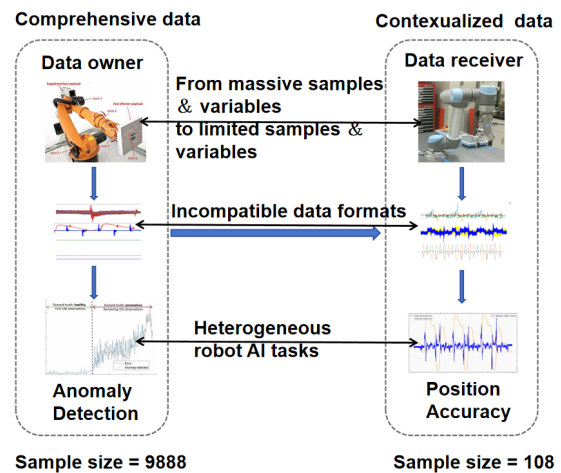 Comprehensive data
Contexualized data
Data owner
Data receiver
From massive samples
& variables
to limited samples &
variables
Incompatible data formats
Heterogeneous
robot AI tasks
Anomaly
Detection
Position
Accuracy
Sample size = 9888
Sample size = 108